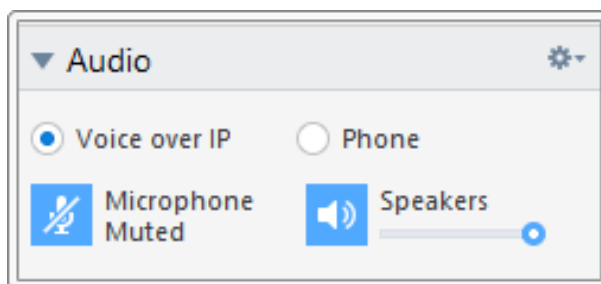 Audio
Voice over IP
Phone
Microphone
Muted
Speakers